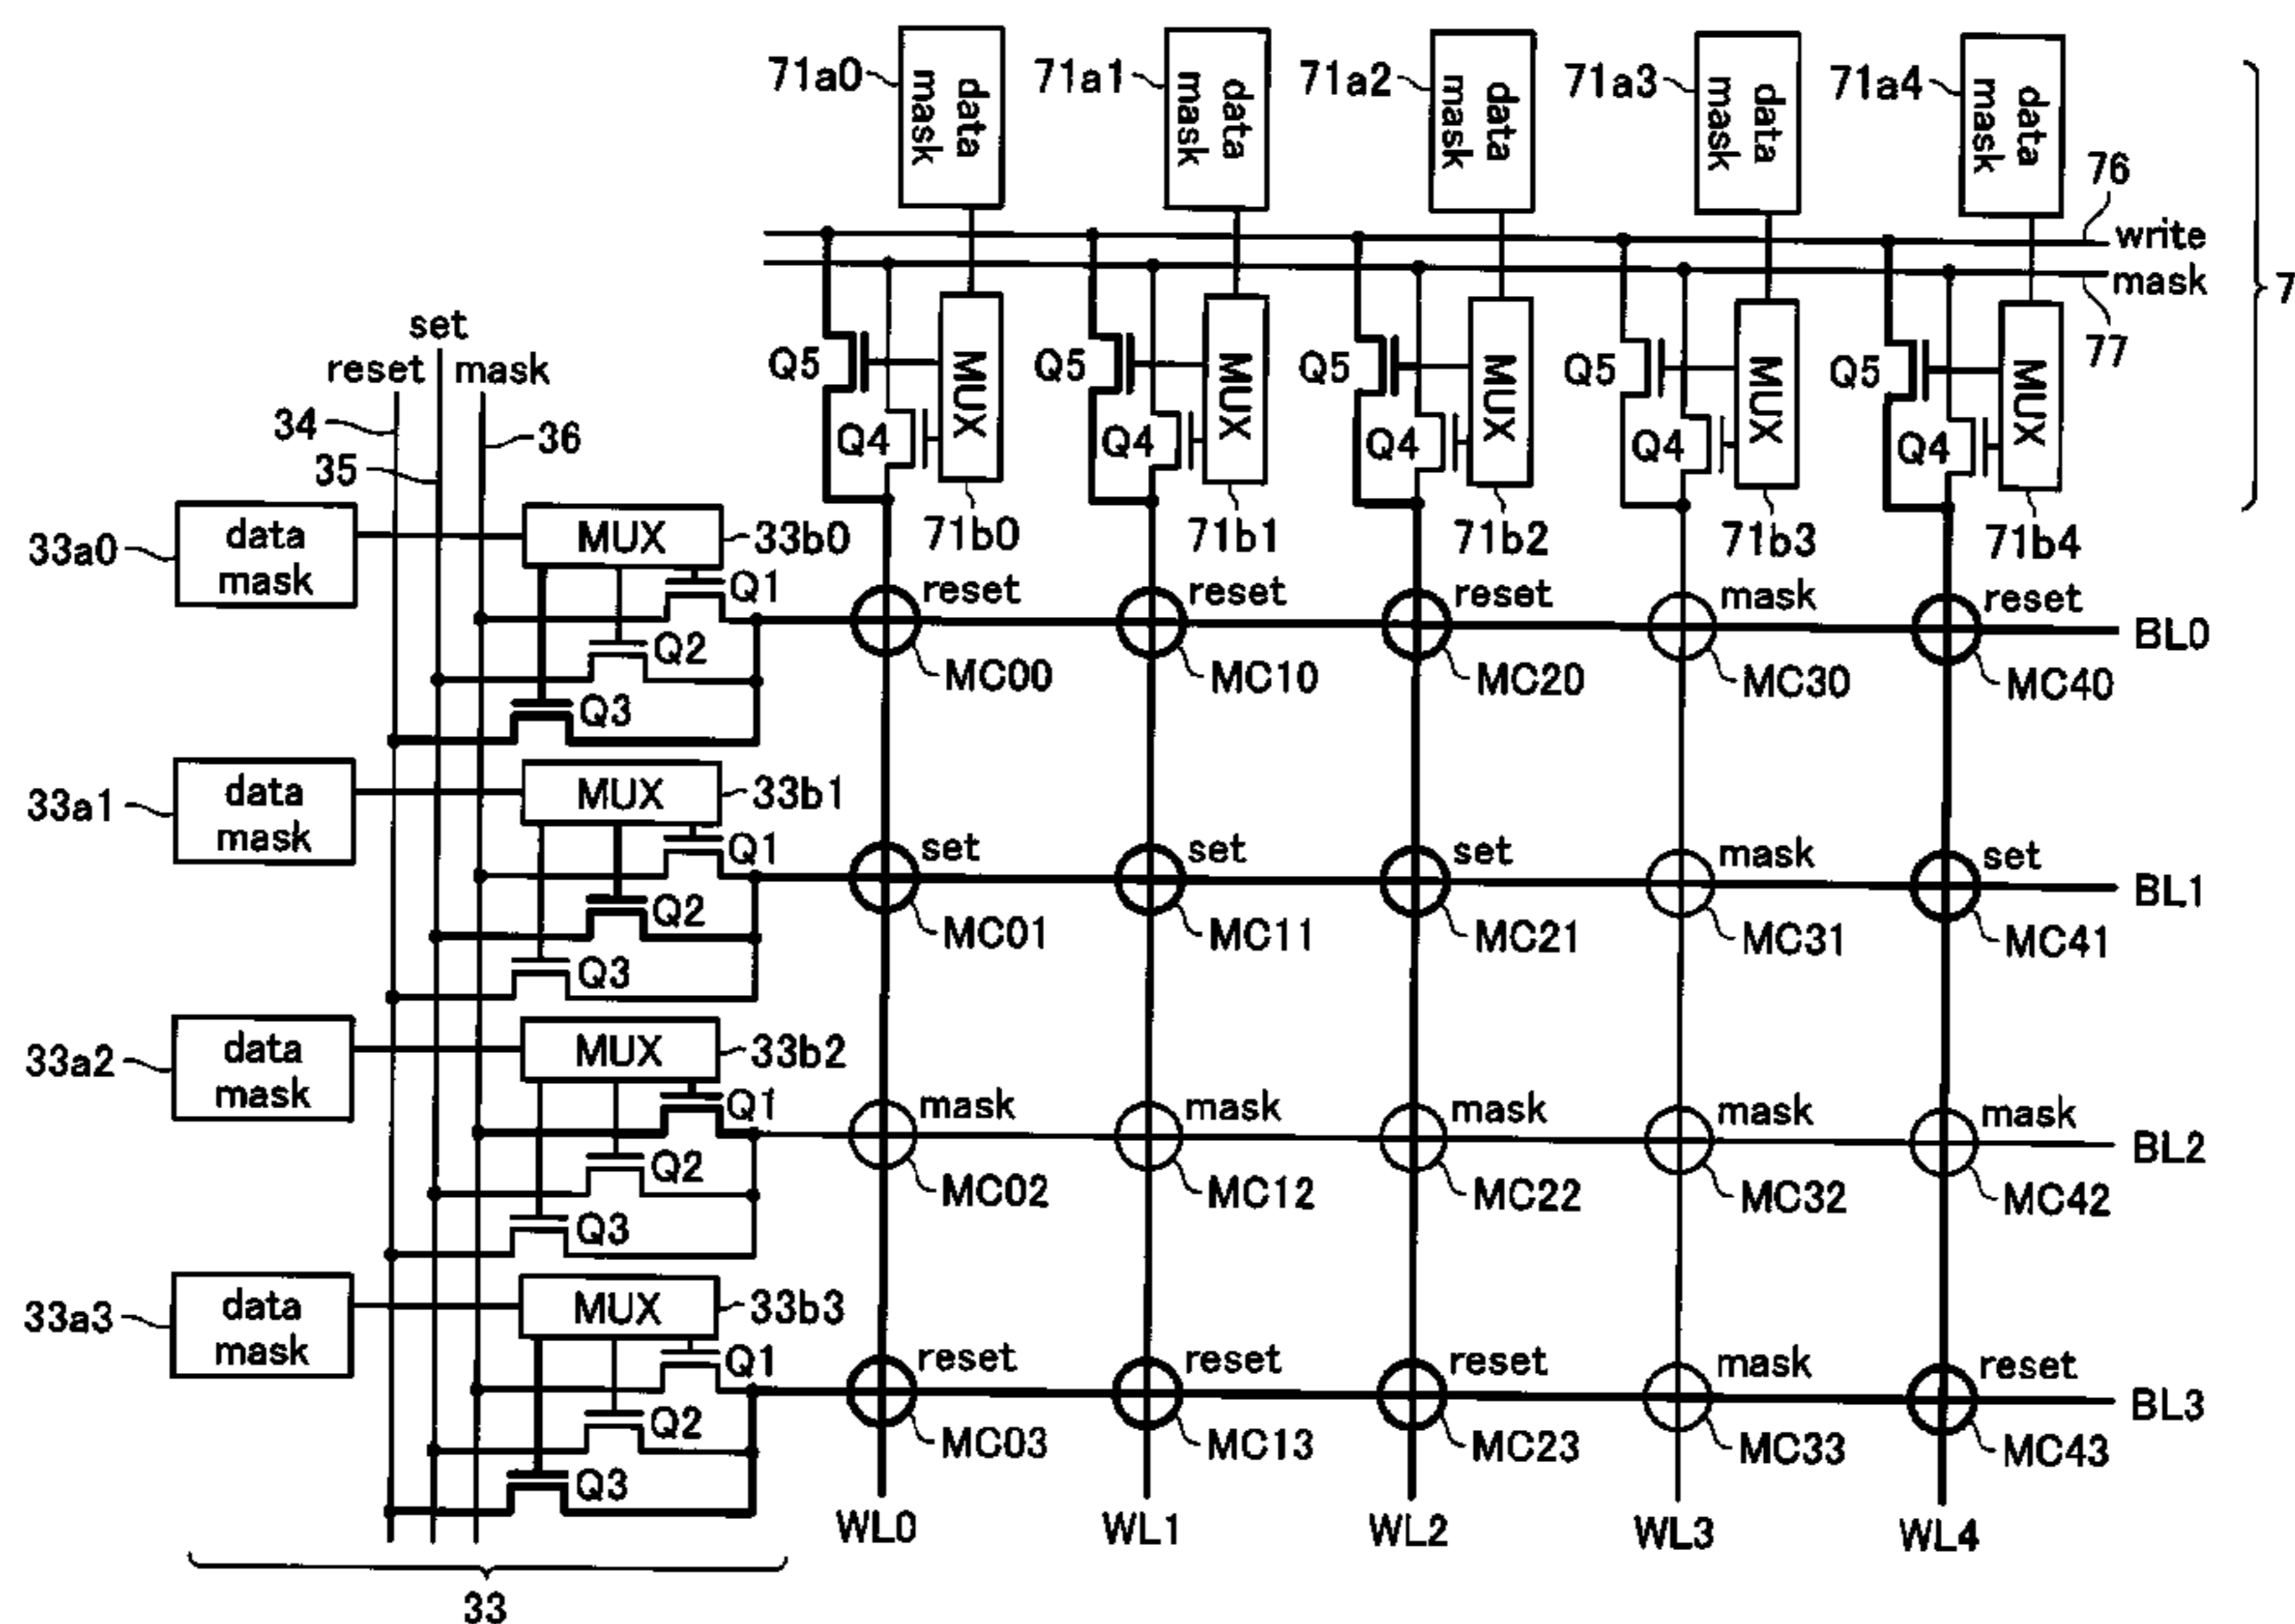 71a0 data mask 71a1 data mask 71a2 data mask 71a3 data mask 71a4 data mask
76
write
mask
77
7
Q5 MUX Q5 MUX Q5 MUX Q5 MUX Q5 MUX
Q4 Q4 Q4 Q4 Q4
71b0 71b1 71b2 71b3 71b4
set
reset mask
34 36
35
33a0 data mask MUX 33b0
Q1
Q2
Q3
reset reset reset mask reset BL0
MC00 MC10 MC20 MC30 MC40
33a1 data mask MUX 33b1
Q1
Q2
Q3
set set set mask set BL1
MC01 MC11 MC21 MC31 MC41
33a2 data mask MUX 33b2
Q1
Q2
Q3
mask mask mask mask mask BL2
MC02 MC12 MC22 MC32 MC42
33a3 data mask MUX 33b3
Q1
Q2
Q3
reset reset reset mask reset BL3
MC03 MC13 MC23 MC33 MC43
WL0 WL1 WL2 WL3 WL4
33